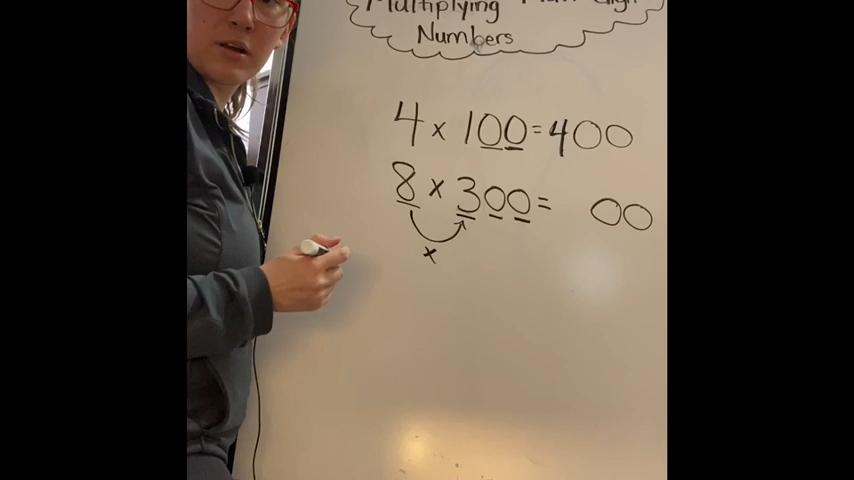 Multiplying Multi-digit
Numbers
4 x 100 = 400
8 x 300 = 00
x